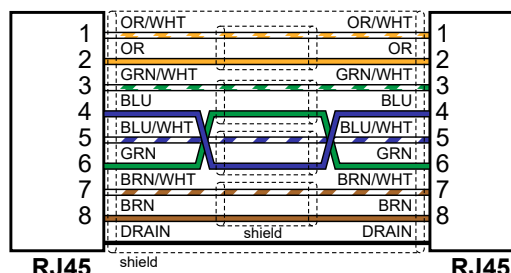 OR/WHT OR/WHT
1 1
OR OR
2 2
GRN/WHT GRN/WHT
3 3
BLU BLU
4 4
BLU/WHT BLU/WHT
5 5
GRN GRN
6 6
BRN/WHT BRN/WHT
7 7
BRN BRN
8 8
DRAIN shield DRAIN
RJ45 shield RJ45